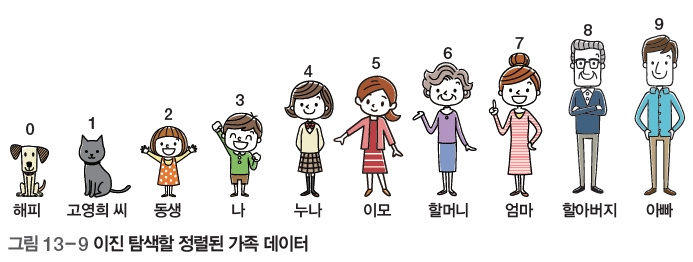 0 1 2 3 4 5 6 7 8 9
해피 고영희 씨 동생 나 누나 이모 할머니 엄마 할아버지 아빠
그림 13-9 이진 탐색할 정렬된 가족 데이터